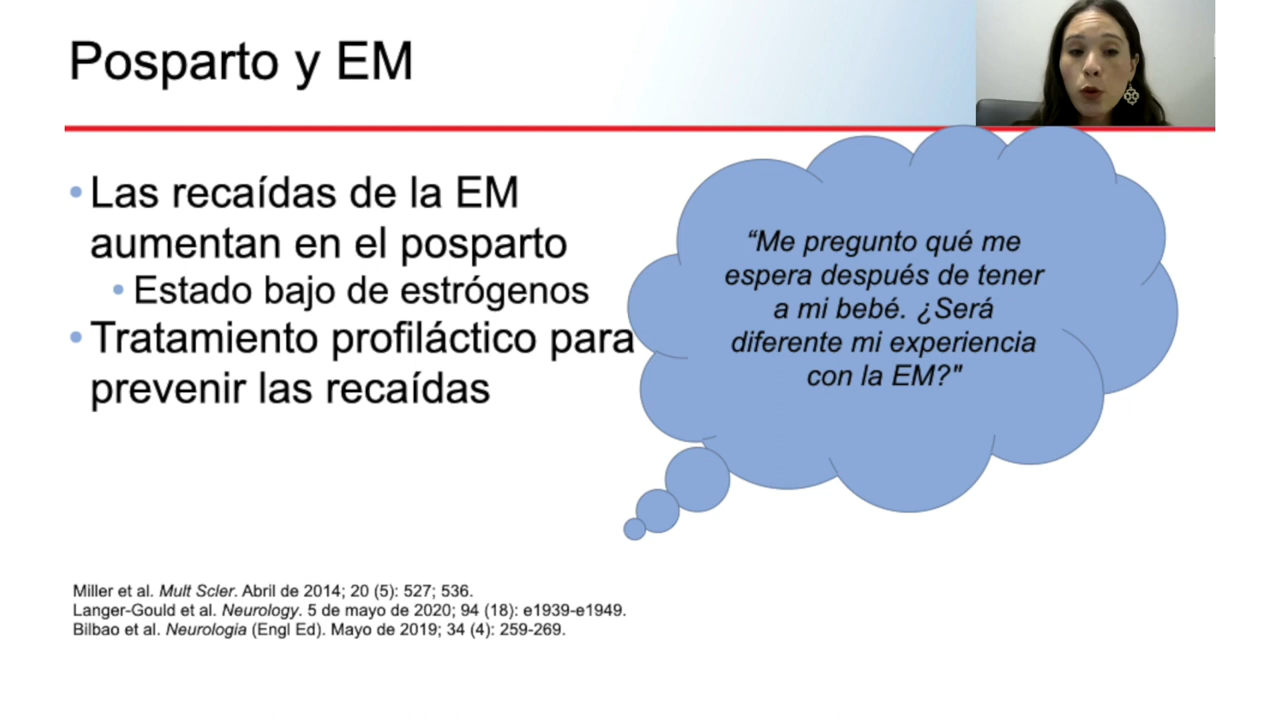 Posparto y EM
•Las recaídas de la EM
aumentan en el posparto
•Estado bajo de estrógenos
•Tratamiento profiláctico para
prevenir las recaídas
“Me pregunto qué me
espera después de tener
a mi bebé. ¿Será
diferente mi experiencia
con la EM?"
Miller et al. Mult Scler. Abril de 2014; 20 (5): 527; 536.
Langer-Gould et al. Neurology. 5 de mayo de 2020; 94 (18): e1939-e1949.
Bilbao et al. Neurologia (Engl Ed). Mayo de 2019; 34 (4): 259-269.